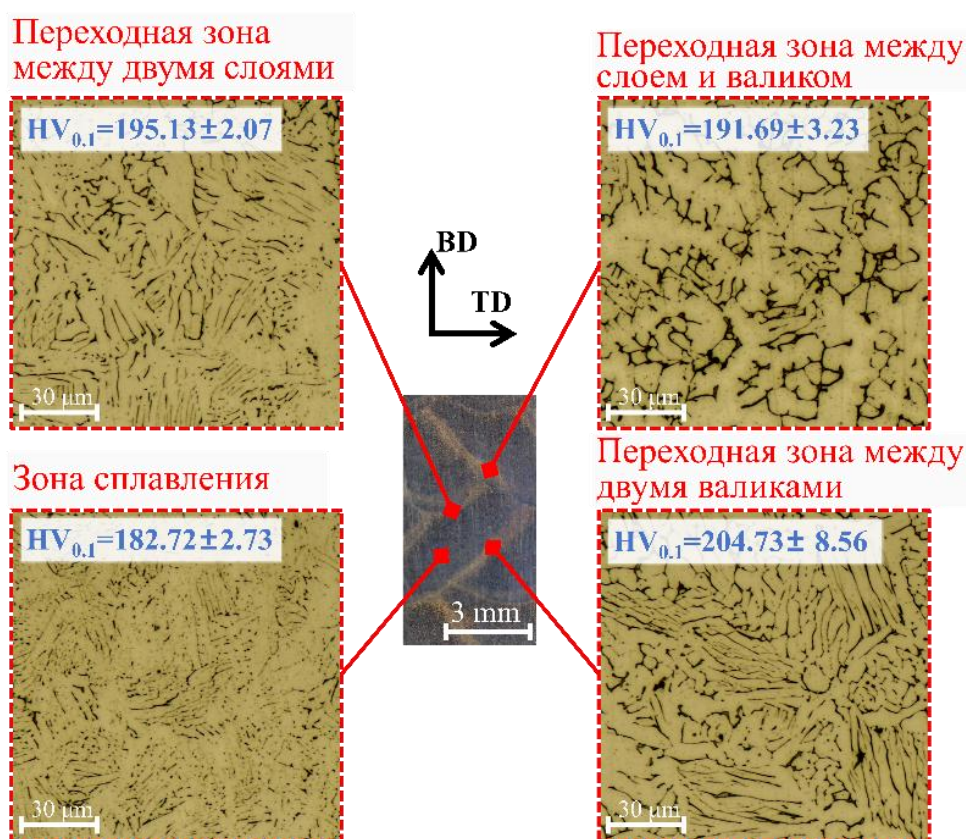 Переходная зона
между двумя слоями
HV0,1=195.13±2.07
30 μm
Переходная зона между
слоем и валиком
HV0,1=191.69±3.23
30 μm
BD
TD
3 mm
Зона сплавления
HV0,1=182.72±2.73
30 μm
Переходная зона между
двумя валиками
HV0,1=204.73± 8.56
30 μm